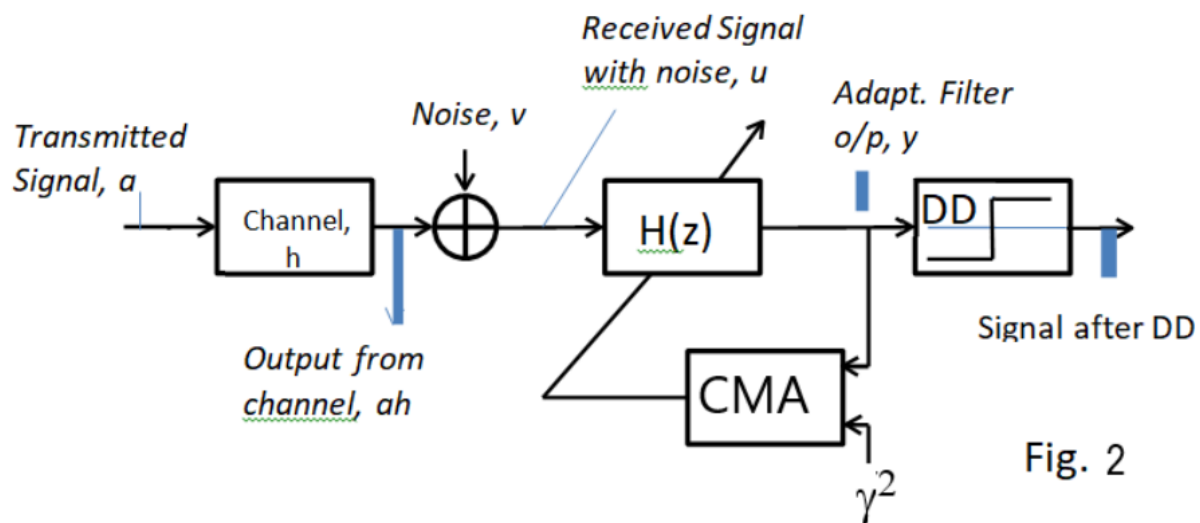 Received Signal
with noise, u
Adapt. Filter
o/p, y
Noise, v
Transmitted
Signal, a
Channel,
h
H(z)
DD
Output from
channel, ah
Signal after DD
CMA
γ²
Fig. 2